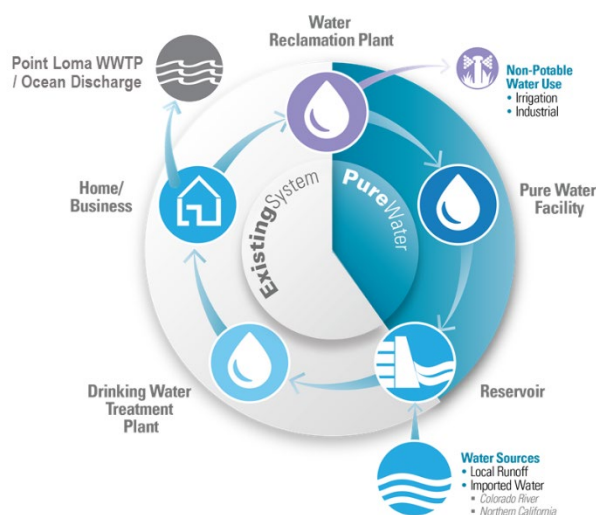 Water
Reclamation Plant
Point Loma WWTP
/ Ocean Discharge
Non-Potable
Water Use
• Irrigation
• Industrial
Home/
Business
ExistingSystem
PureWater
Pure Water
Facility
Drinking Water
Treatment
Plant
Reservoir
Water Sources
• Local Runoff
• Imported Water
▪ Colorado River
▪ Northern California